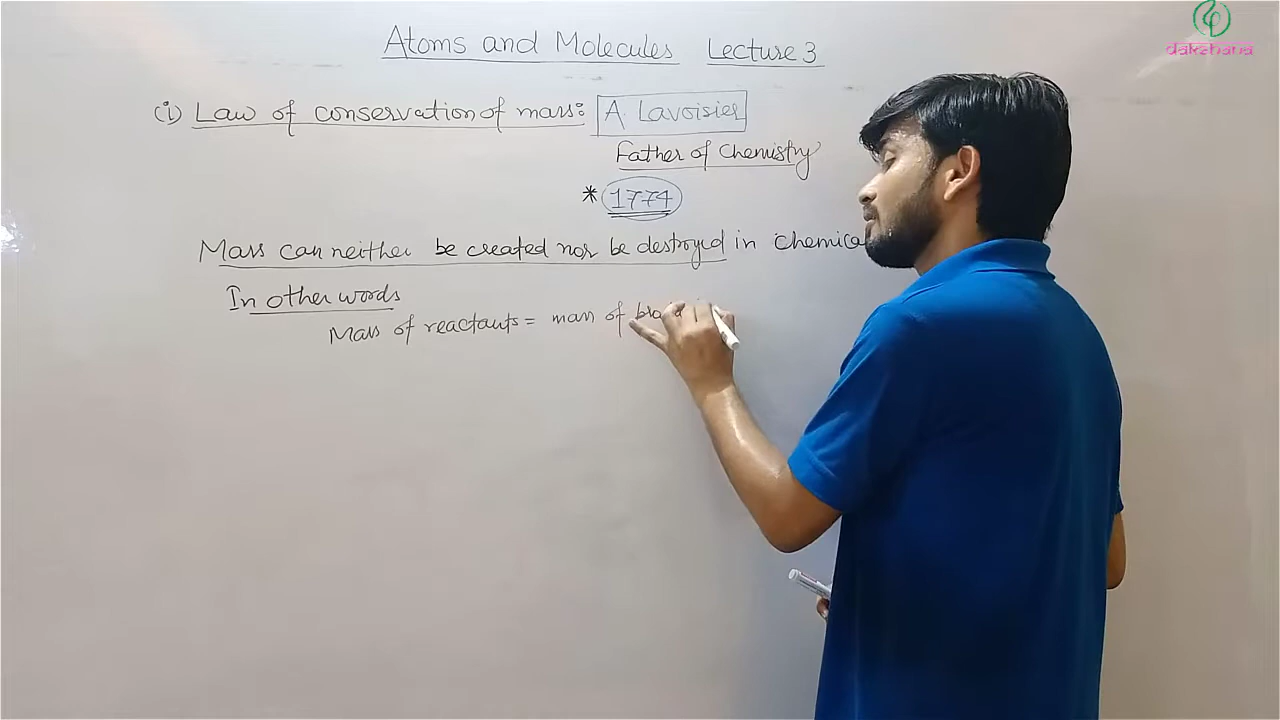 dakshana
Atoms and Molecules Lecture 3
(i) Law of conservation of mass: A. Lavoisier
Father of Chemistry
* 1774
Mass can neither be created nor be destroyed in chemica
In other words
Mass of reactants = mass of